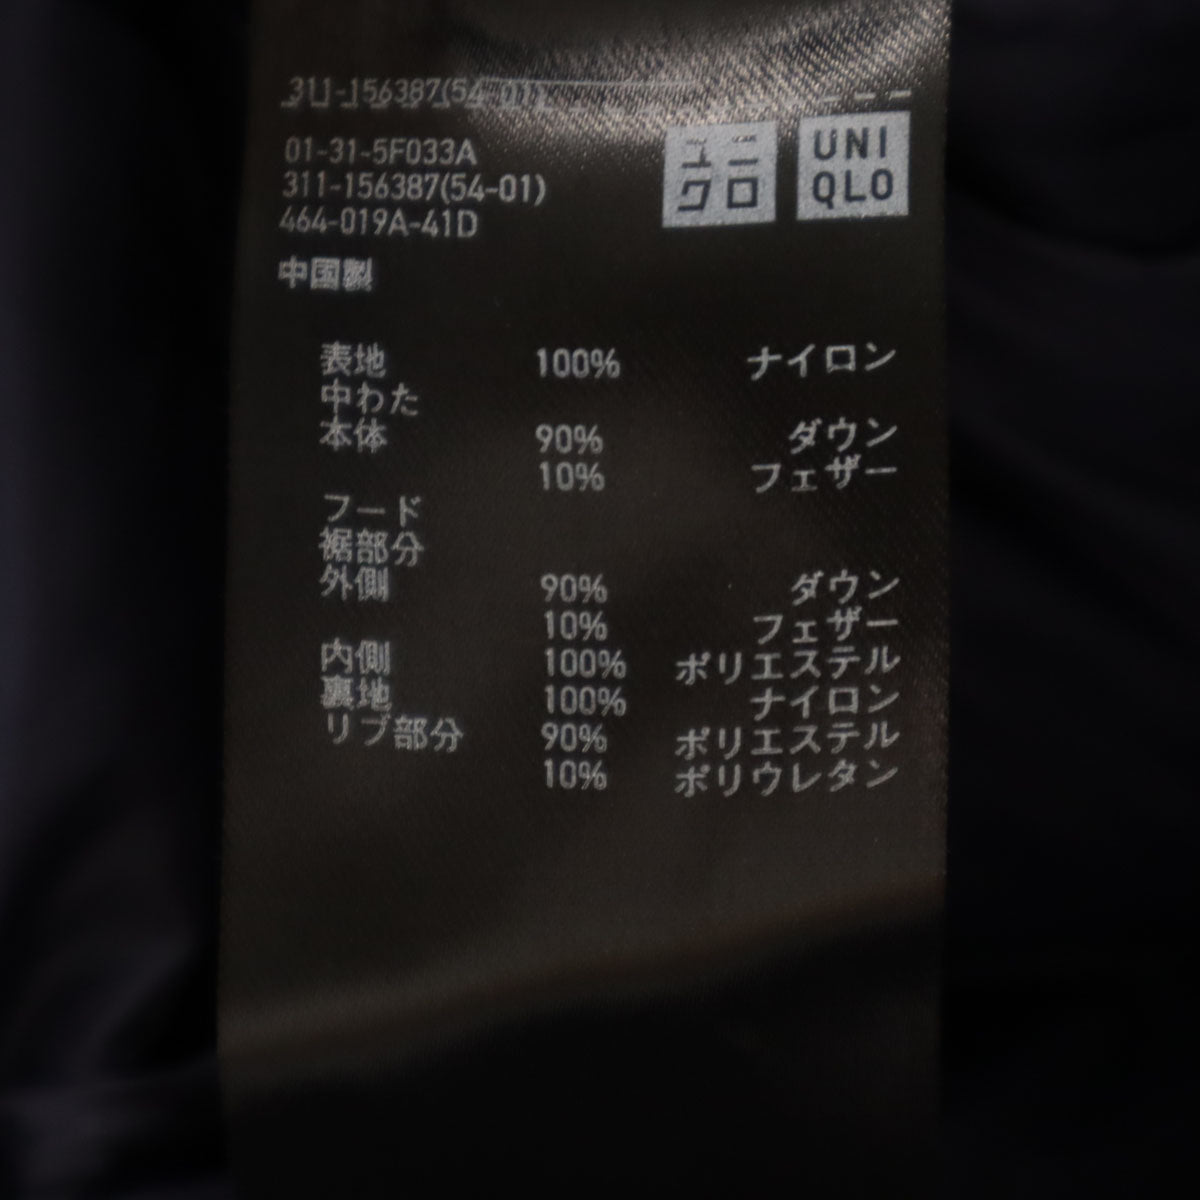 311-156387(54-01)
01-31-5F033A
311-156387(54-01)
464-019A-41D
ユニ
クロ
UNI
QLO
中国製
表地 100% ナイロン
中わた
本体 90% ダウン
10% フェザー
フード
裾部分
外側 90% ダウン
10% フェザー
内側 100% ポリエステル
裏地 100% ナイロン
リブ部分 90% ポリエステル
10% ポリウレタン